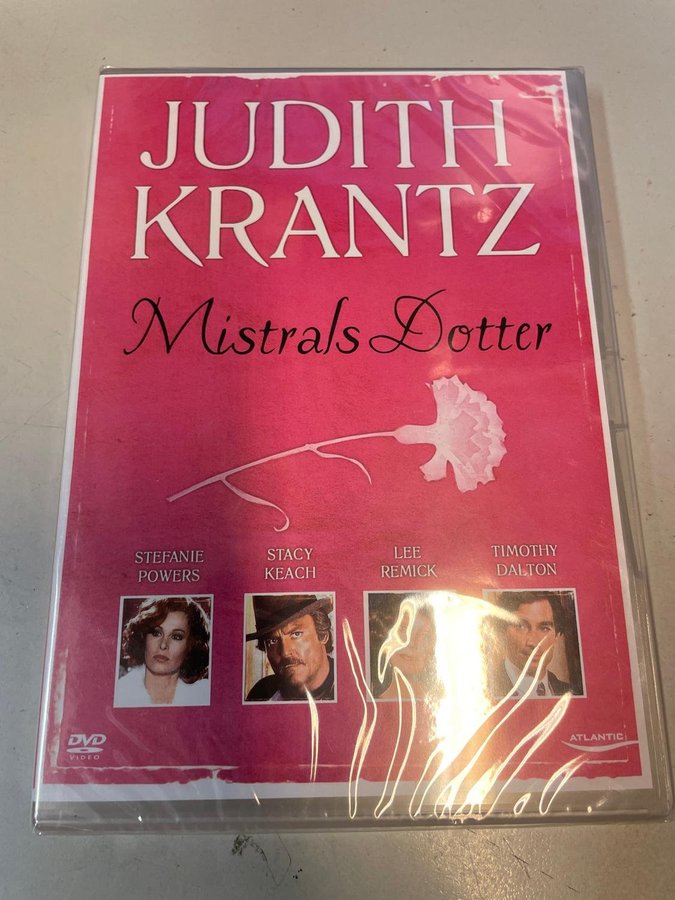 JUDITH
KRANTZ
Mistrals Dotter
STEFANIE POWERS
STACY KEACH
LEE REMICK
TIMOTHY DALTON
DVD
VIDEO
ATLANTIC